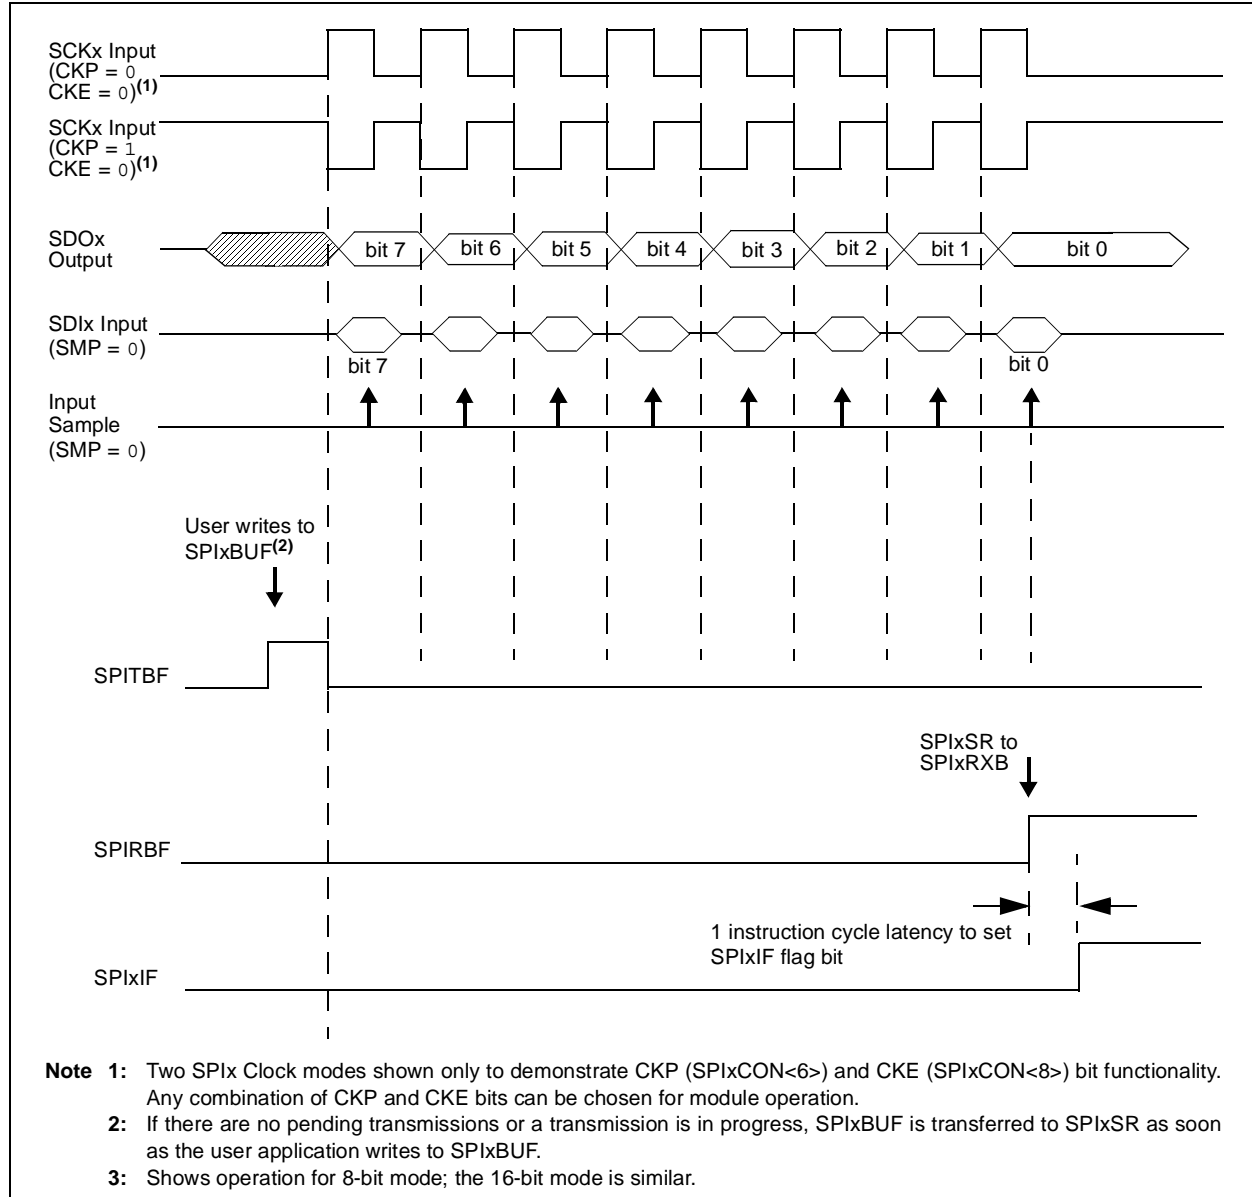 SCKx Input
(CKP = 0
CKE = 0)(1)
SCKx Input
(CKP = 1
CKE = 0)(1)
SDOx
Output
bit 7 bit 6 bit 5 bit 4 bit 3 bit 2 bit 1 bit 0
SDIx Input
(SMP = 0)
bit 7 bit 0
Input
Sample
(SMP = 0)
User writes to
SPIxBUF(2)
SPITBF
SPIxSR to
SPIxRXB
SPIRBF
1 instruction cycle latency to set
SPIxIF flag bit
SPIxIF
Note 1: Two SPIx Clock modes shown only to demonstrate CKP (SPIxCON<6>) and CKE (SPIxCON<8>) bit functionality.
Any combination of CKP and CKE bits can be chosen for module operation.
2: If there are no pending transmissions or a transmission is in progress, SPIxBUF is transferred to SPIxSR as soon
as the user application writes to SPIxBUF.
3: Shows operation for 8-bit mode; the 16-bit mode is similar.